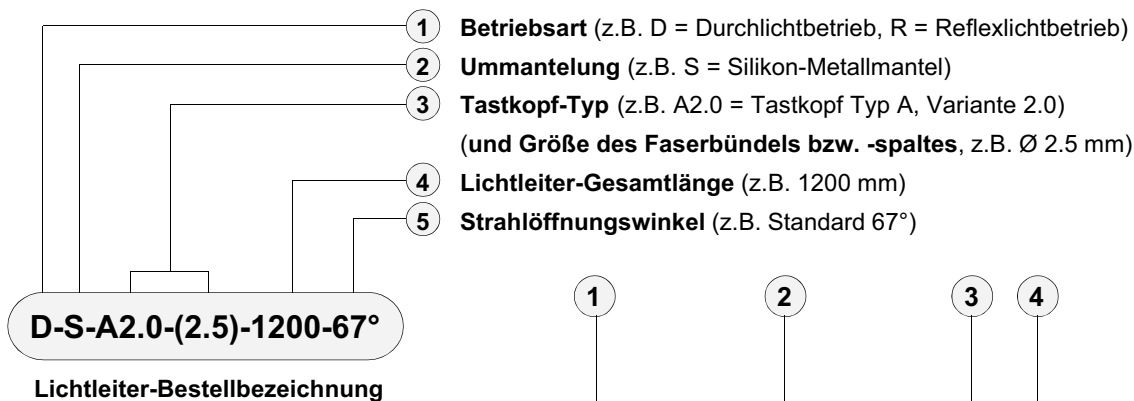 1 Betriebsart (z.B. D = Durchlichtbetrieb, R = Reflexlichtbetrieb)
2 Ummantelung (z.B. S = Silikon-Metallmantel)
3 Tastkopf-Typ (z.B. A2.0 = Tastkopf Typ A, Variante 2.0)
(und Größe des Faserbündels bzw. -spaltes, z.B. Ø 2.5 mm)
4 Lichtleiter-Gesamtlänge (z.B. 1200 mm)
5 Strahlöffnungswinkel (z.B. Standard 67°)
1 2 3 4
D-S-A2.0-(2.5)-1200-67°
Lichtleiter-Bestellbezeichnung